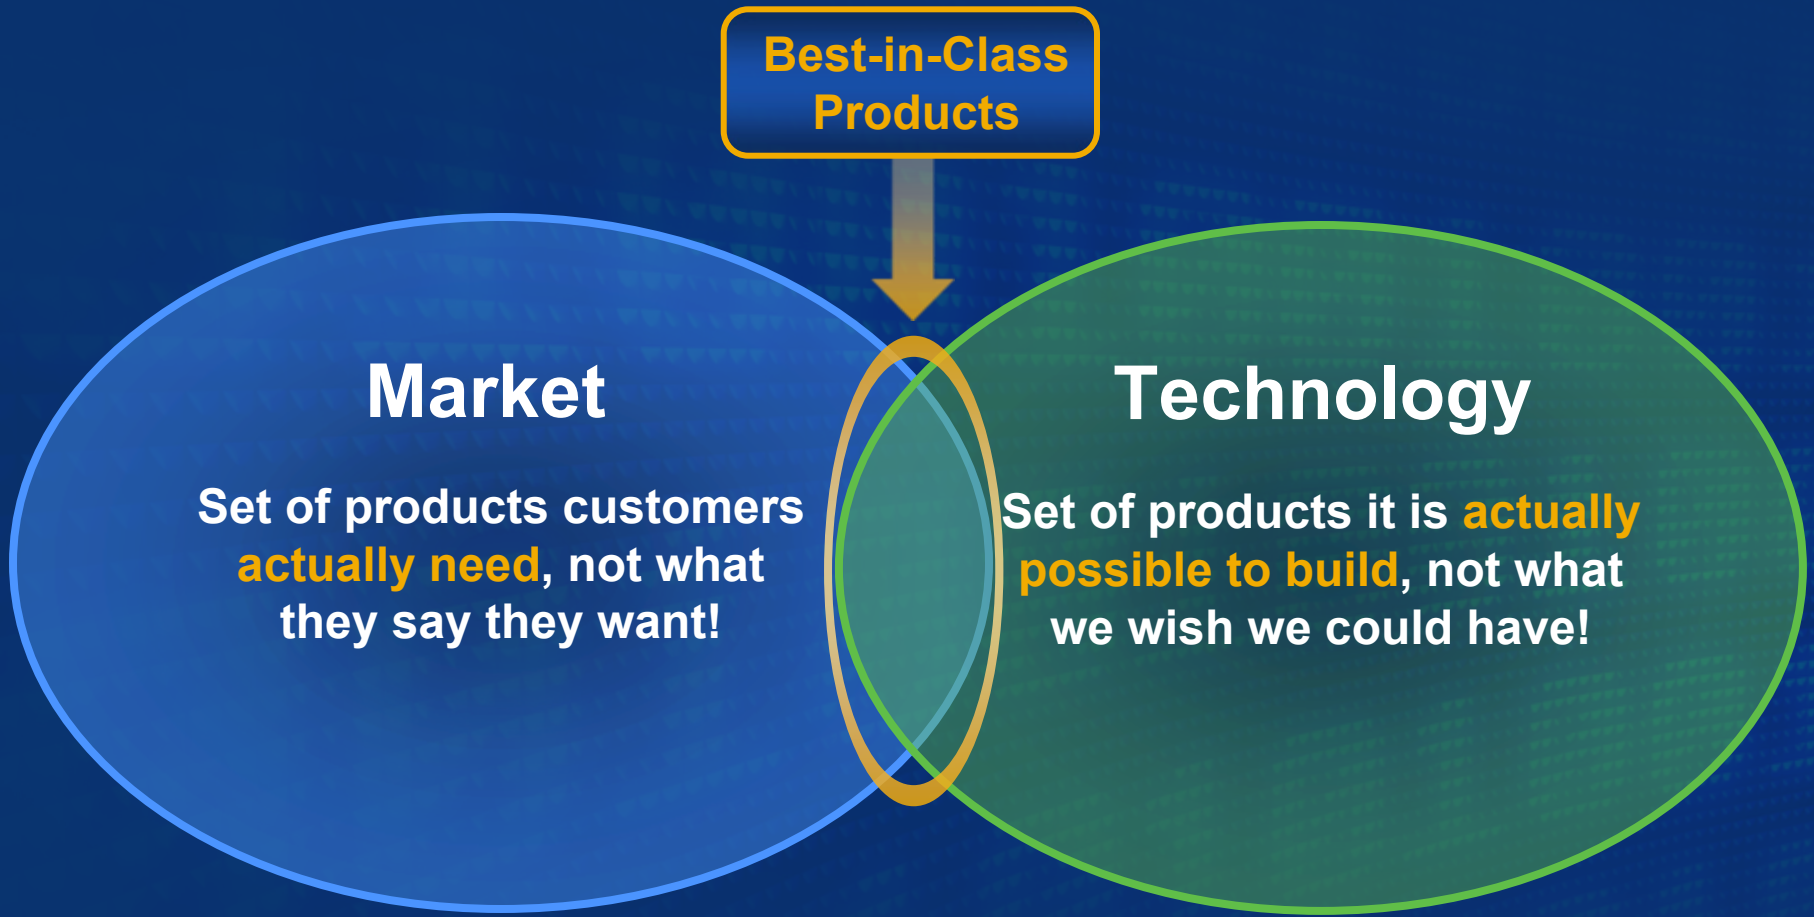 Best-in-Class
Products
Market
Set of products customers
actually need, not what
they say they want!
Technology
Set of products it is actually
possible to build, not what
we wish we could have!